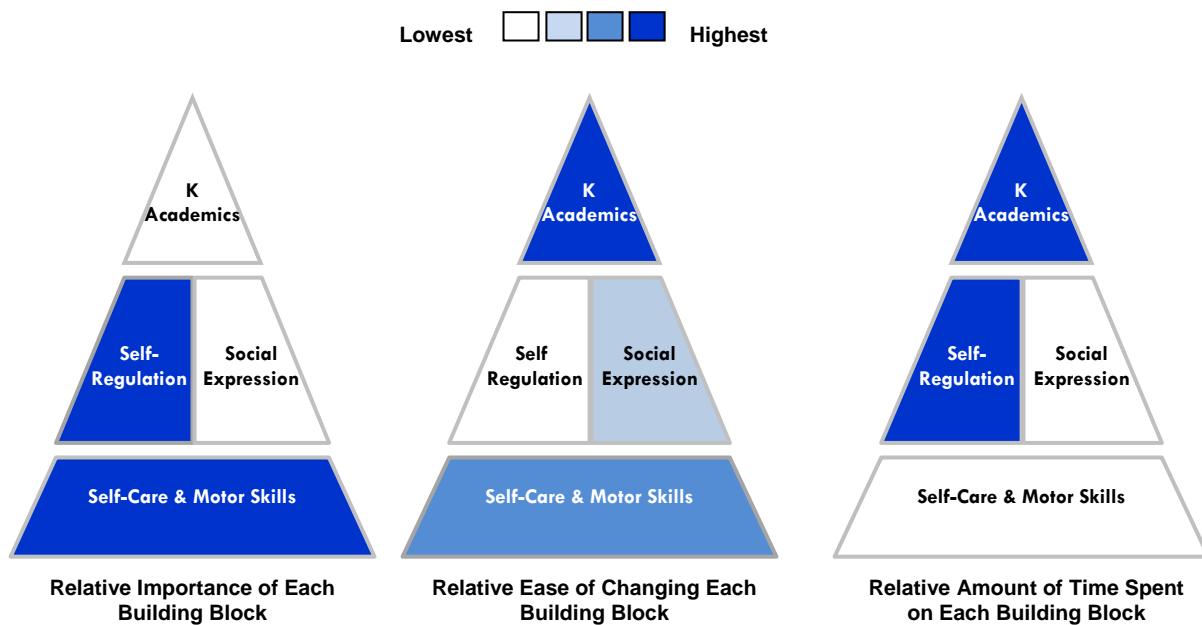 Lowest Highest
K
Academics
Self-
Regulation
Social
Expression
Self-Care & Motor Skills
Relative Importance of Each
Building Block
K
Academics
Self
Regulation
Social
Expression
Self-Care & Motor Skills
Relative Ease of Changing Each
Building Block
K
Academics
Self-
Regulation
Social
Expression
Self-Care & Motor Skills
Relative Amount of Time Spent
on Each Building Block